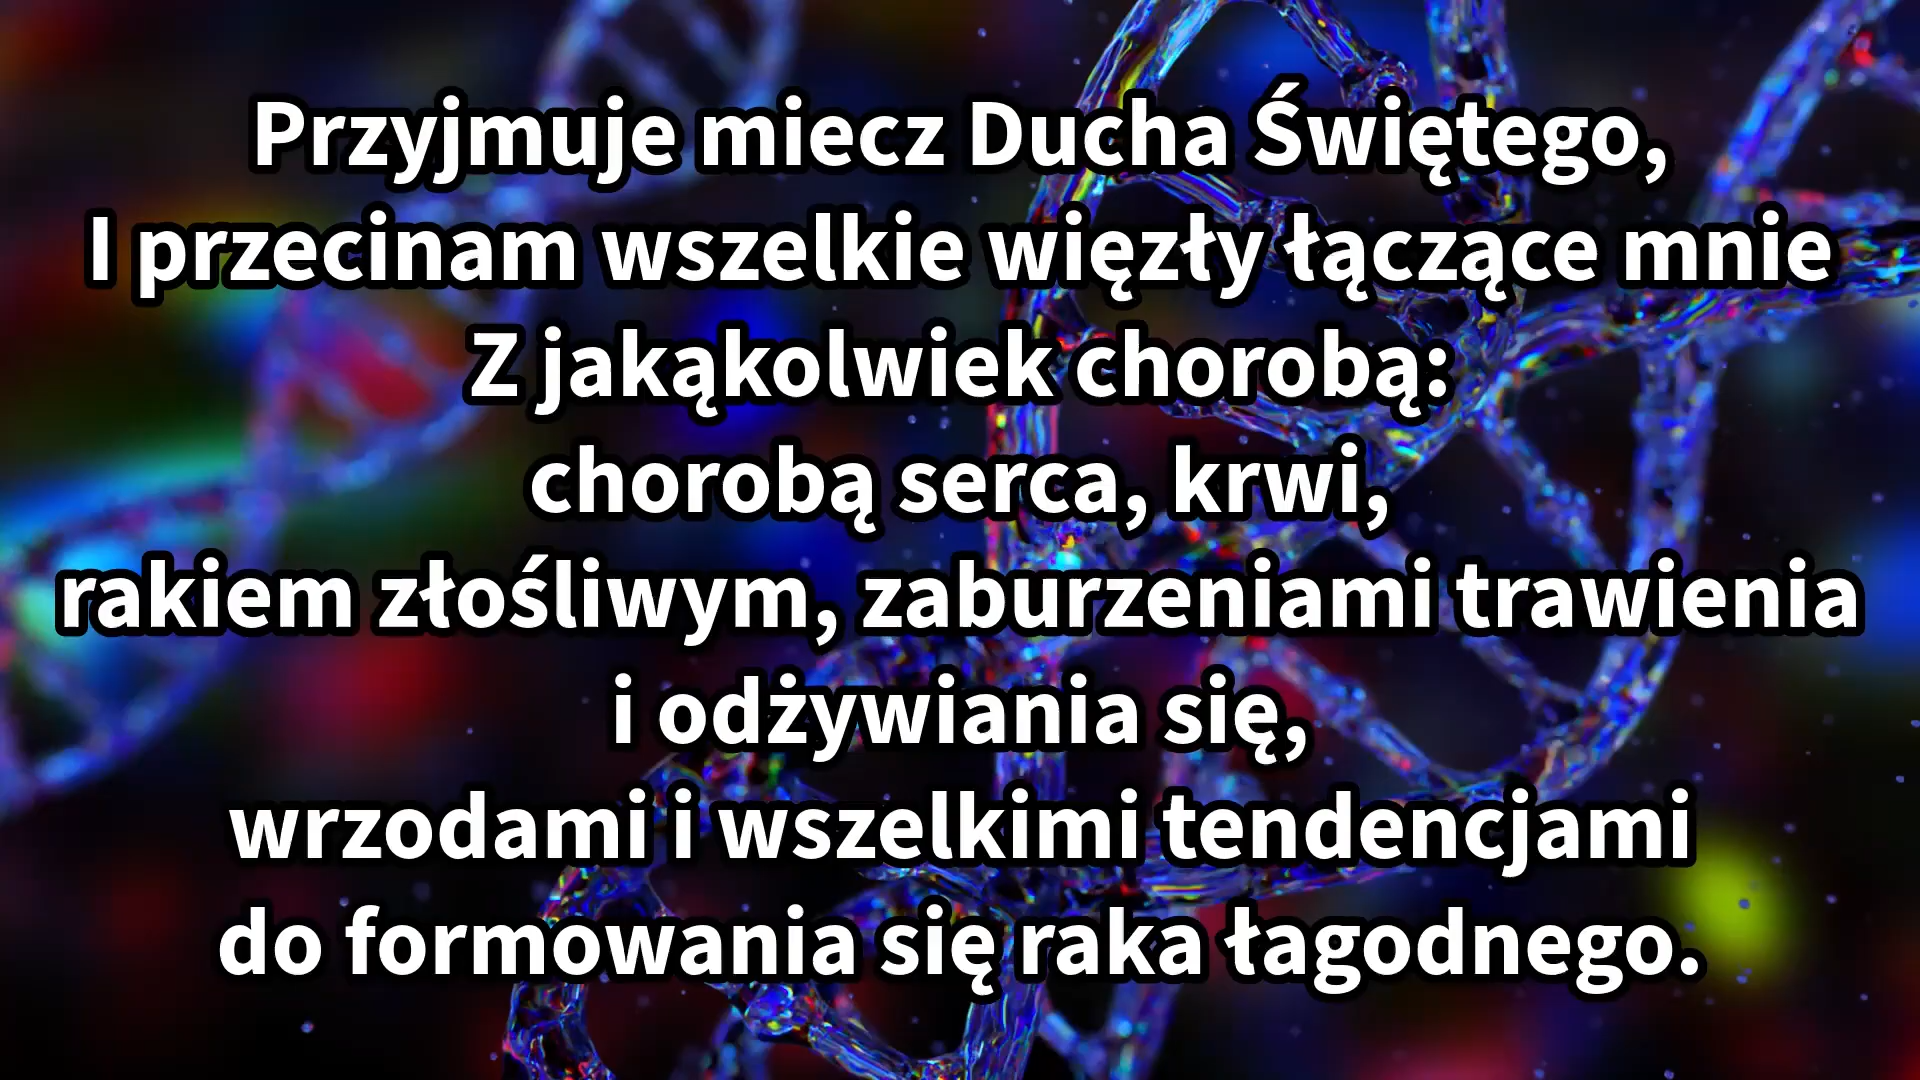 Przyjmuje miecz Ducha Świętego,
I przecinam wszelkie więzły łączące mnie
Z jakąkolwiek chorobą:
chorobą serca, krwi,
rakiem złośliwym, zaburzeniami trawienia
i odżywiania się,
wrzodami i wszelkimi tendencjami
do formowania się raka łagodnego.